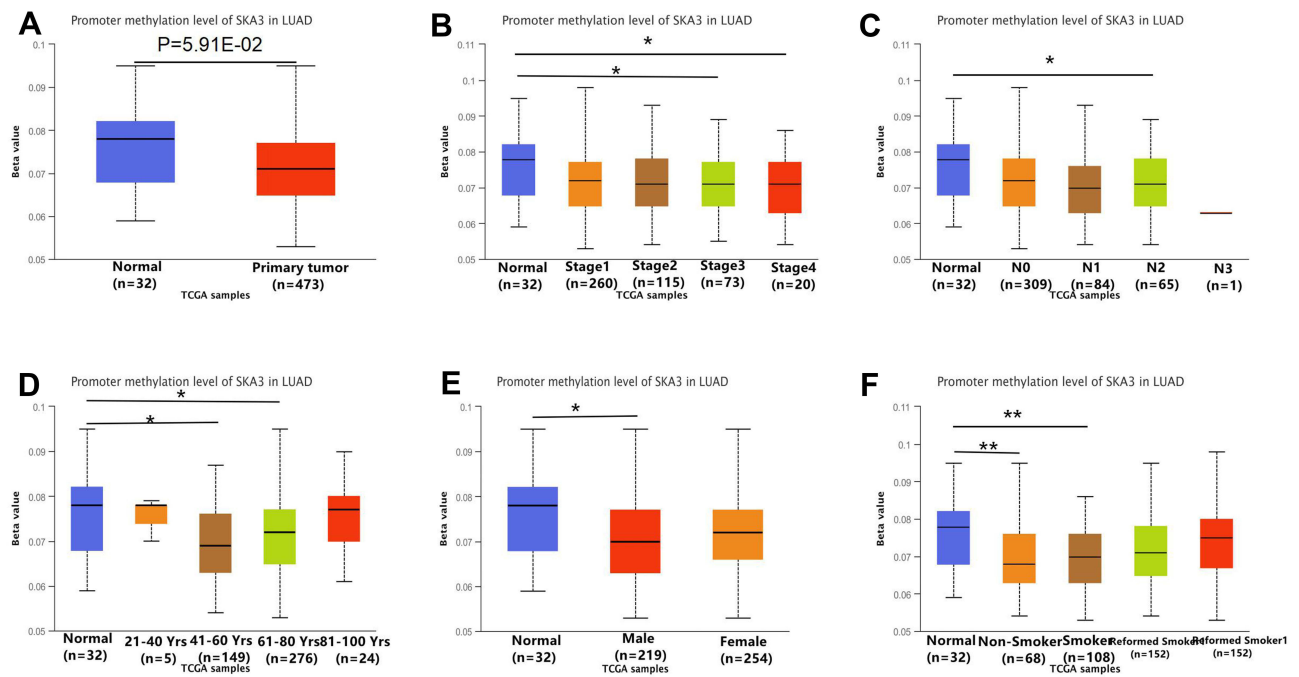 A
Promoter methylation level of SKA3 in LUAD
P=5.91E-02
0.1
0.09
0.08
0.07
0.06
0.05
Beta value
Normal
(n=32)
Primary tumor
(n=473)
TCGA samples
B
Promoter methylation level of SKA3 in LUAD
*
*
0.11
0.1
0.09
0.08
0.07
0.06
0.05
Beta value
Normal
(n=32)
Stage1
(n=260)
Stage2
(n=115)
Stage3
(n=73)
Stage4
(n=20)
TCGA samples
C
Promoter methylation level of SKA3 in LUAD
*
0.11
0.1
0.09
0.08
0.07
0.06
0.05
Beta value
Normal
(n=32)
N0
(n=309)
N1
(n=84)
N2
(n=65)
N3
(n=1)
TCGA samples
D
Promoter methylation level of SKA3 in LUAD
*
*
0.1
0.09
0.08
0.07
0.06
0.05
Beta value
Normal
(n=32)
21-40 Yrs
(n=5)
41-60 Yrs
(n=149)
61-80 Yrs
(n=276)
81-100 Yrs
(n=24)
TCGA samples
E
Promoter methylation level of SKA3 in LUAD
*
0.1
0.09
0.08
0.07
0.06
0.05
Beta value
Normal
(n=32)
Male
(n=219)
Female
(n=254)
TCGA samples
F
Promoter methylation level of SKA3 in LUAD
**
**
0.11
0.1
0.09
0.08
0.07
0.06
0.05
Beta value
Normal
(n=32)
Non-Smoker
(n=68)
Smoker
(n=108)
Reformed Smoker1
(n=152)
Reformed Smoker1
(n=152)
TCGA samples